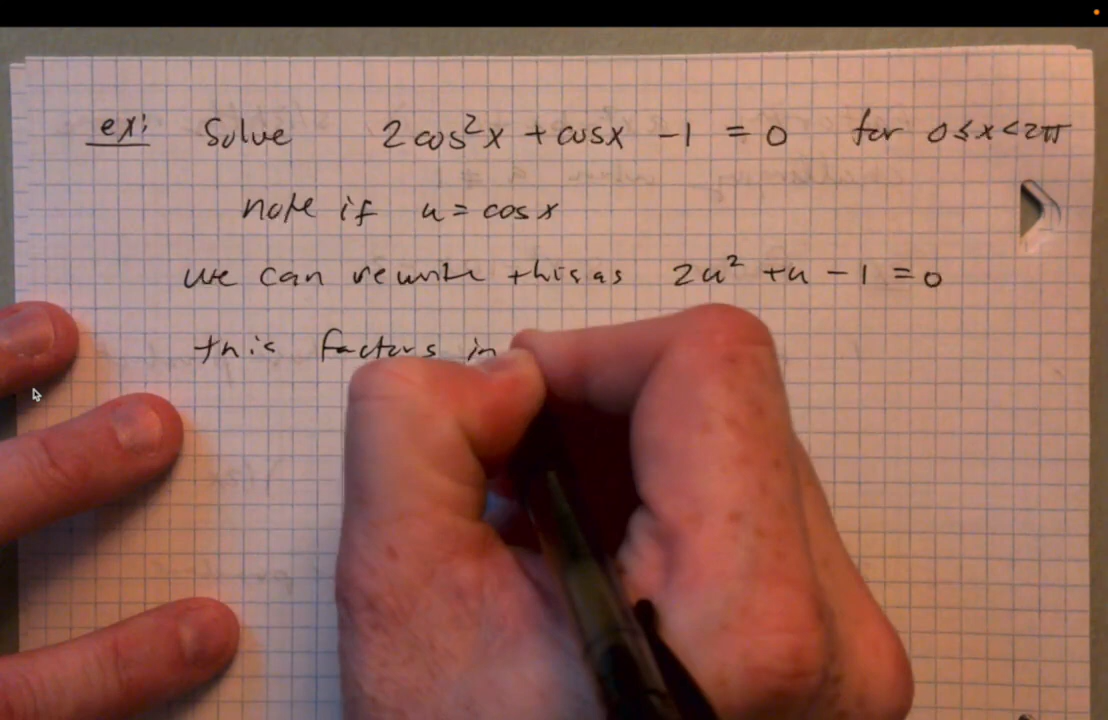 ex: Solve 2cos²x + cosx - 1 = 0 for 0 ≤ x < 2π
note if u = cosx
we can rewrite this as 2u² + u - 1 = 0
this factors in